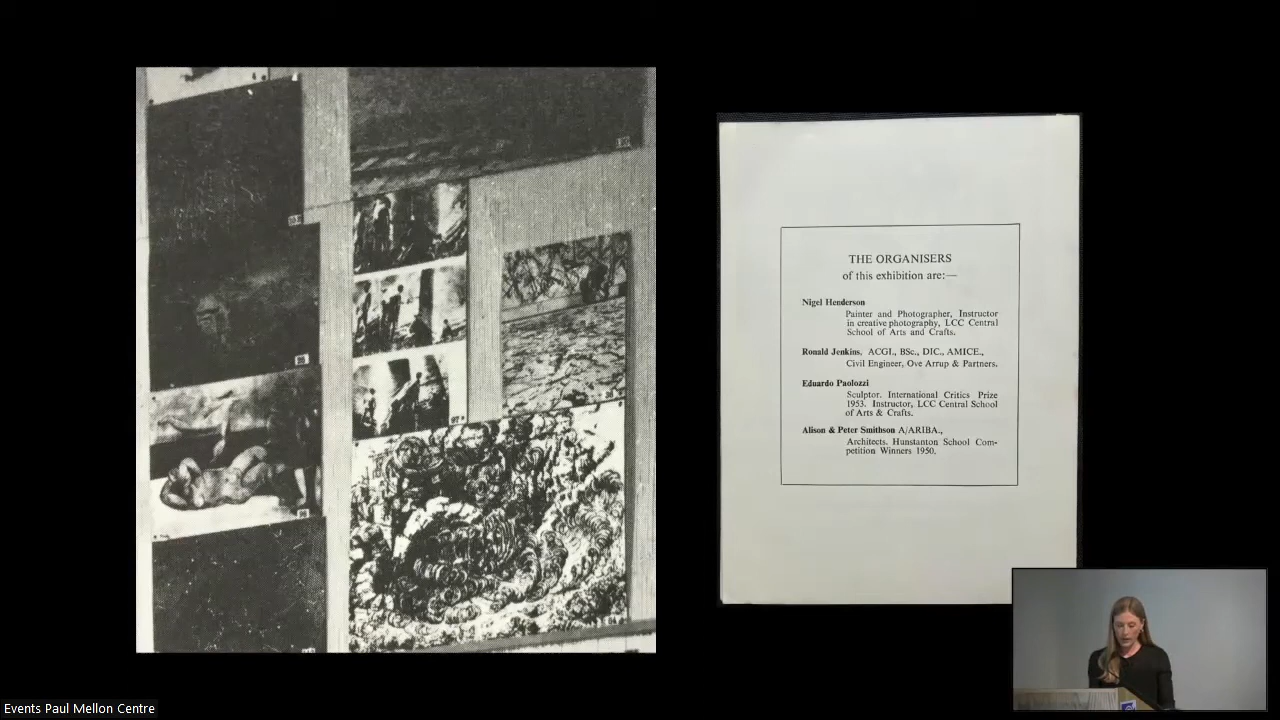 THE ORGANISERS
of this exhibition are:—
Nigel Henderson
Painter and Photographer, Instructor
in creative photography, LCC Central
School of Arts and Crafts.
Ronald Jenkins. ACGI., BSc., DIC., AMICE.,
Civil Engineer, Ove Arrup & Partners.
Eduardo Paolozzi
Sculptor. International Critics Prize
1953. Instructor, LCC Central School
of Arts & Crafts.
Alison & Peter Smithson A/ARIBA.,
Architects. Hunstanton School Com-
petition Winners 1950.
Events Paul Mellon Centre